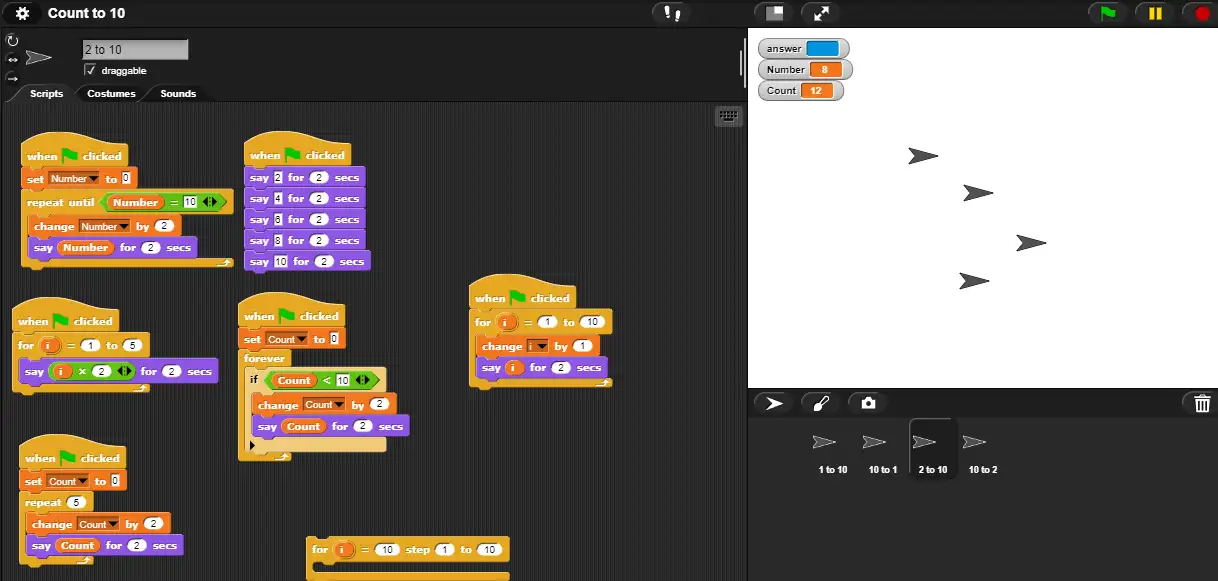 Count to 10
2 to 10
draggable
Scripts Costumes Sounds
when clicked
set Number to 0
repeat until Number = 10
change Number by 2
say Number for 2 secs
when clicked
say 2 for 2 secs
say 4 for 2 secs
say 6 for 2 secs
say 8 for 2 secs
say 10 for 2 secs
when clicked
for i = 1 to 5
say i × 2 for 2 secs
when clicked
set Count to 0
forever
if Count < 10
change Count by 2
say Count for 2 secs
when clicked
for i = 1 to 10
change i by 1
say i for 2 secs
when clicked
set Count to 0
repeat 5
change Count by 2
say Count for 2 secs
for i = 10 step 1 to 10
answer
Number 8
Count 12
1 to 10
10 to 1
2 to 10
10 to 2